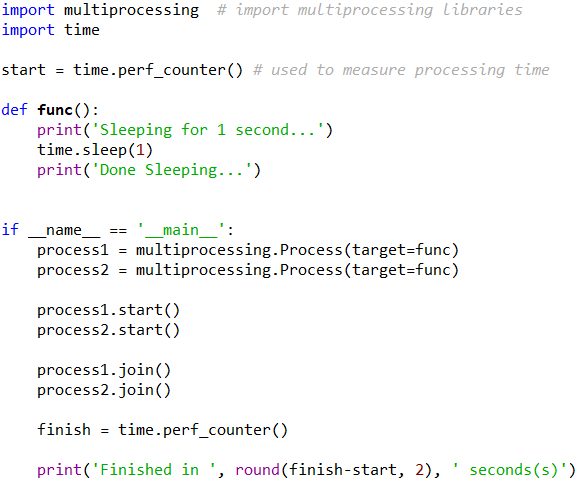 import multiprocessing  # import multiprocessing libraries
import time

start = time.perf_counter() # used to measure processing time

def func():
    print('Sleeping for 1 second...')
    time.sleep(1)
    print('Done Sleeping...')


if __name__ == '__main__':
    process1 = multiprocessing.Process(target=func)
    process2 = multiprocessing.Process(target=func)

    process1.start()
    process2.start()

    process1.join()
    process2.join()

    finish = time.perf_counter()

    print('Finished in ', round(finish-start, 2), ' seconds(s)')